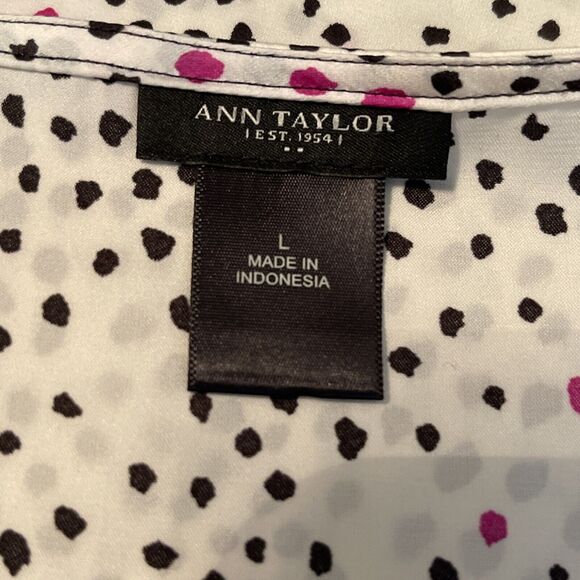 ANN TAYLOR
| EST. 1954 |
L
MADE IN
INDONESIA